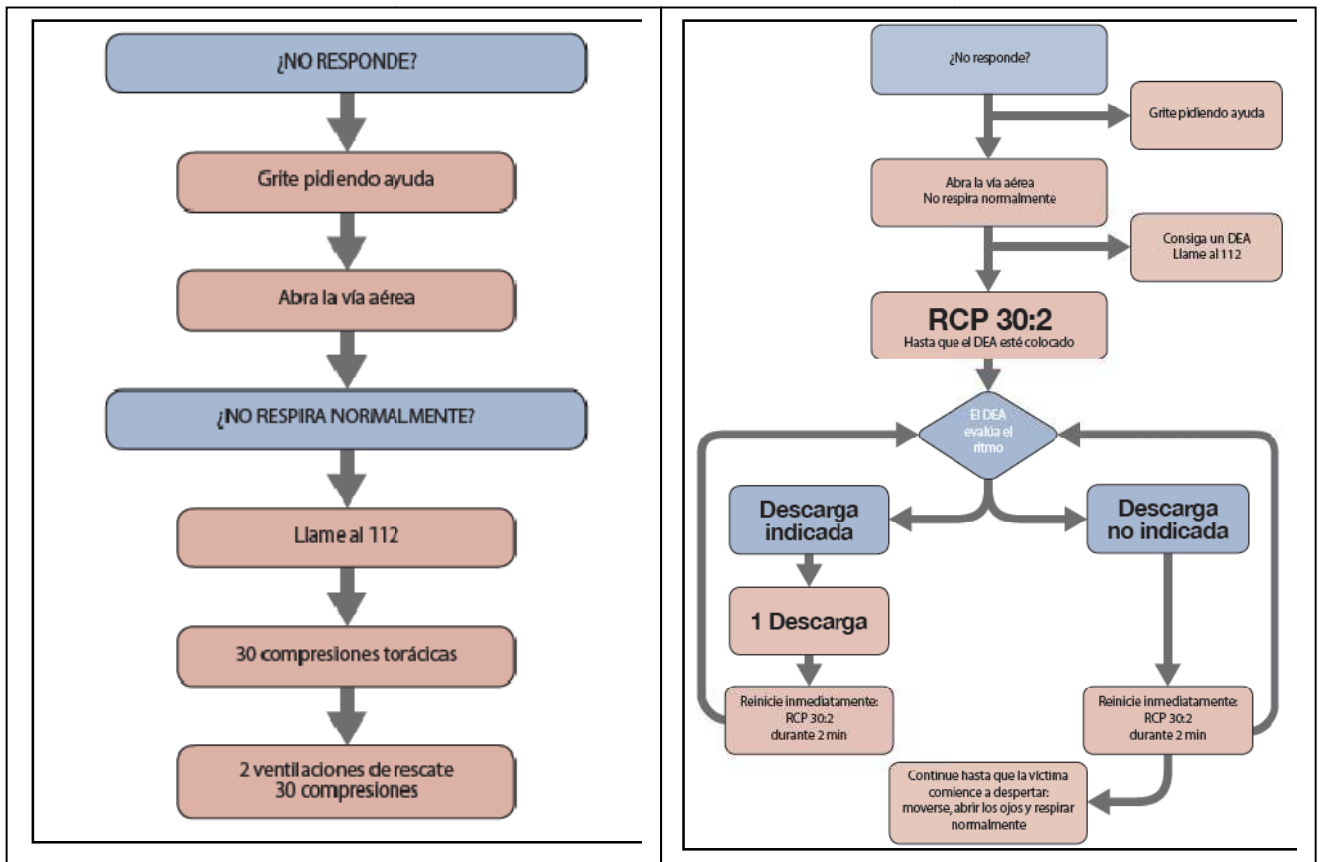 ¿NO RESPONDE?
Grite pidiendo ayuda
Abra la vía aérea
¿NO RESPIRA NORMALMENTE?
Llame al 112
30 compresiones torácicas
2 ventilaciones de rescate
30 compresiones
¿No responde?
Grite pidiendo ayuda
Abra la vía aérea
No respira normalmente
Consiga un DEA
Llame al 112
RCP 30:2
Hasta que el DEA esté colocado
El DEA
evalúa el
ritmo
Descarga
indicada
Descarga
no indicada
1 Descarga
Reinicie inmediatamente:
RCP 30:2
durante 2 min
Reinicie inmediatamente:
RCP 30:2
durante 2 min
Continue hasta que la víctima
comience a despertar:
moverse, abrir los ojos y respirar
normalmente